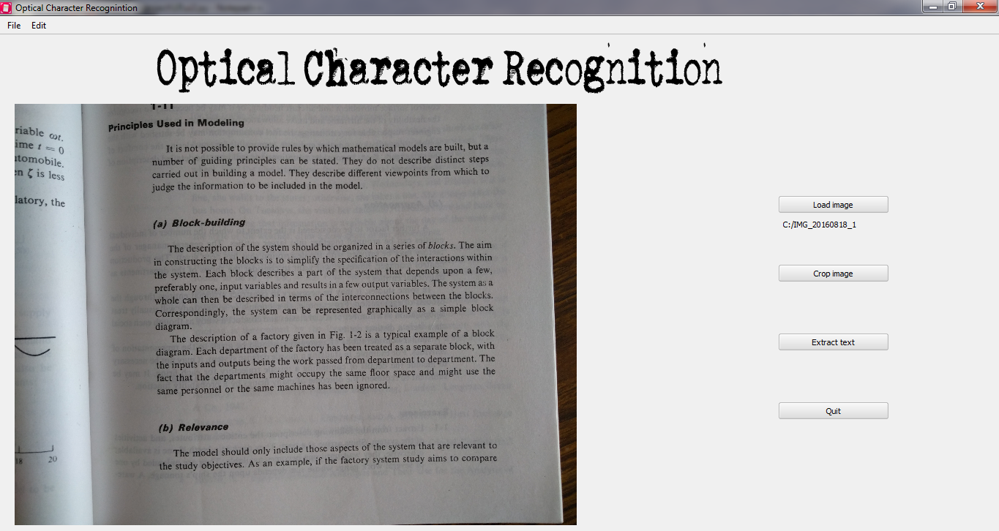 Optical Character Recognintion
File Edit
Optical Character Recognition
riable ωt.
ime t = 0
utomobile.
en ζ is less
latory, the
18 20
1-11
Principles Used in Modeling
It is not possible to provide rules by which mathematical models are built, but a
number of guiding principles can be stated. They do not describe distinct steps
carried out in building a model. They describe different viewpoints from which to
judge the information to be included in the model.
(a) Block-building
The description of the system should be organized in a series of blocks. The aim
in constructing the blocks is to simplify the specification of the interactions within
the system. Each block describes a part of the system that depends upon a few,
preferably one, input variables and results in a few output variables. The system as a
whole can then be described in terms of the interconnections between the blocks.
Correspondingly, the system can be represented graphically as a simple block
diagram.
The description of a factory given in Fig. 1-2 is a typical example of a block
diagram. Each department of the factory has been treated as a separate block, with
the inputs and outputs being the work passed from department to department. The
fact that the departments might occupy the same floor space and might use the
same personnel or the same machines has been ignored.
(b) Relevance
The model should only include those aspects of the system that are relevant to
the study objectives. As an example, if the factory system study aims to compare
Load image
C:/IMG_20160818_1
Crop image
Extract text
Quit